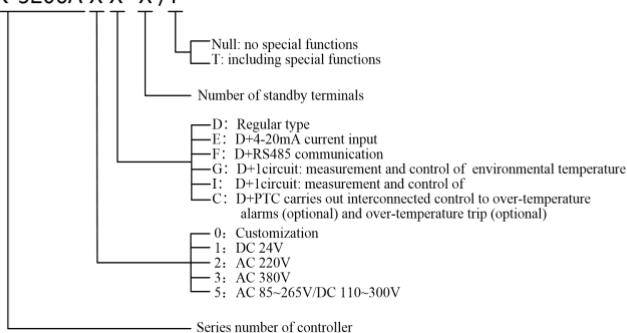 Null: no special functions
T: including special functions
Number of standby terminals
D: Regular type
E: D+4-20mA current input
F: D+RS485 communication
G: D+1circuit: measurement and control of environmental temperature
I: D+1circuit: measurement and control of
C: D+PTC carries out interconnected control to over-temperature
alarms (optional) and over-temperature trip (optional)
0: Customization
1: DC 24V
2: AC 220V
3: AC 380V
5: AC 85~265V/DC 110~300V
Series number of controller